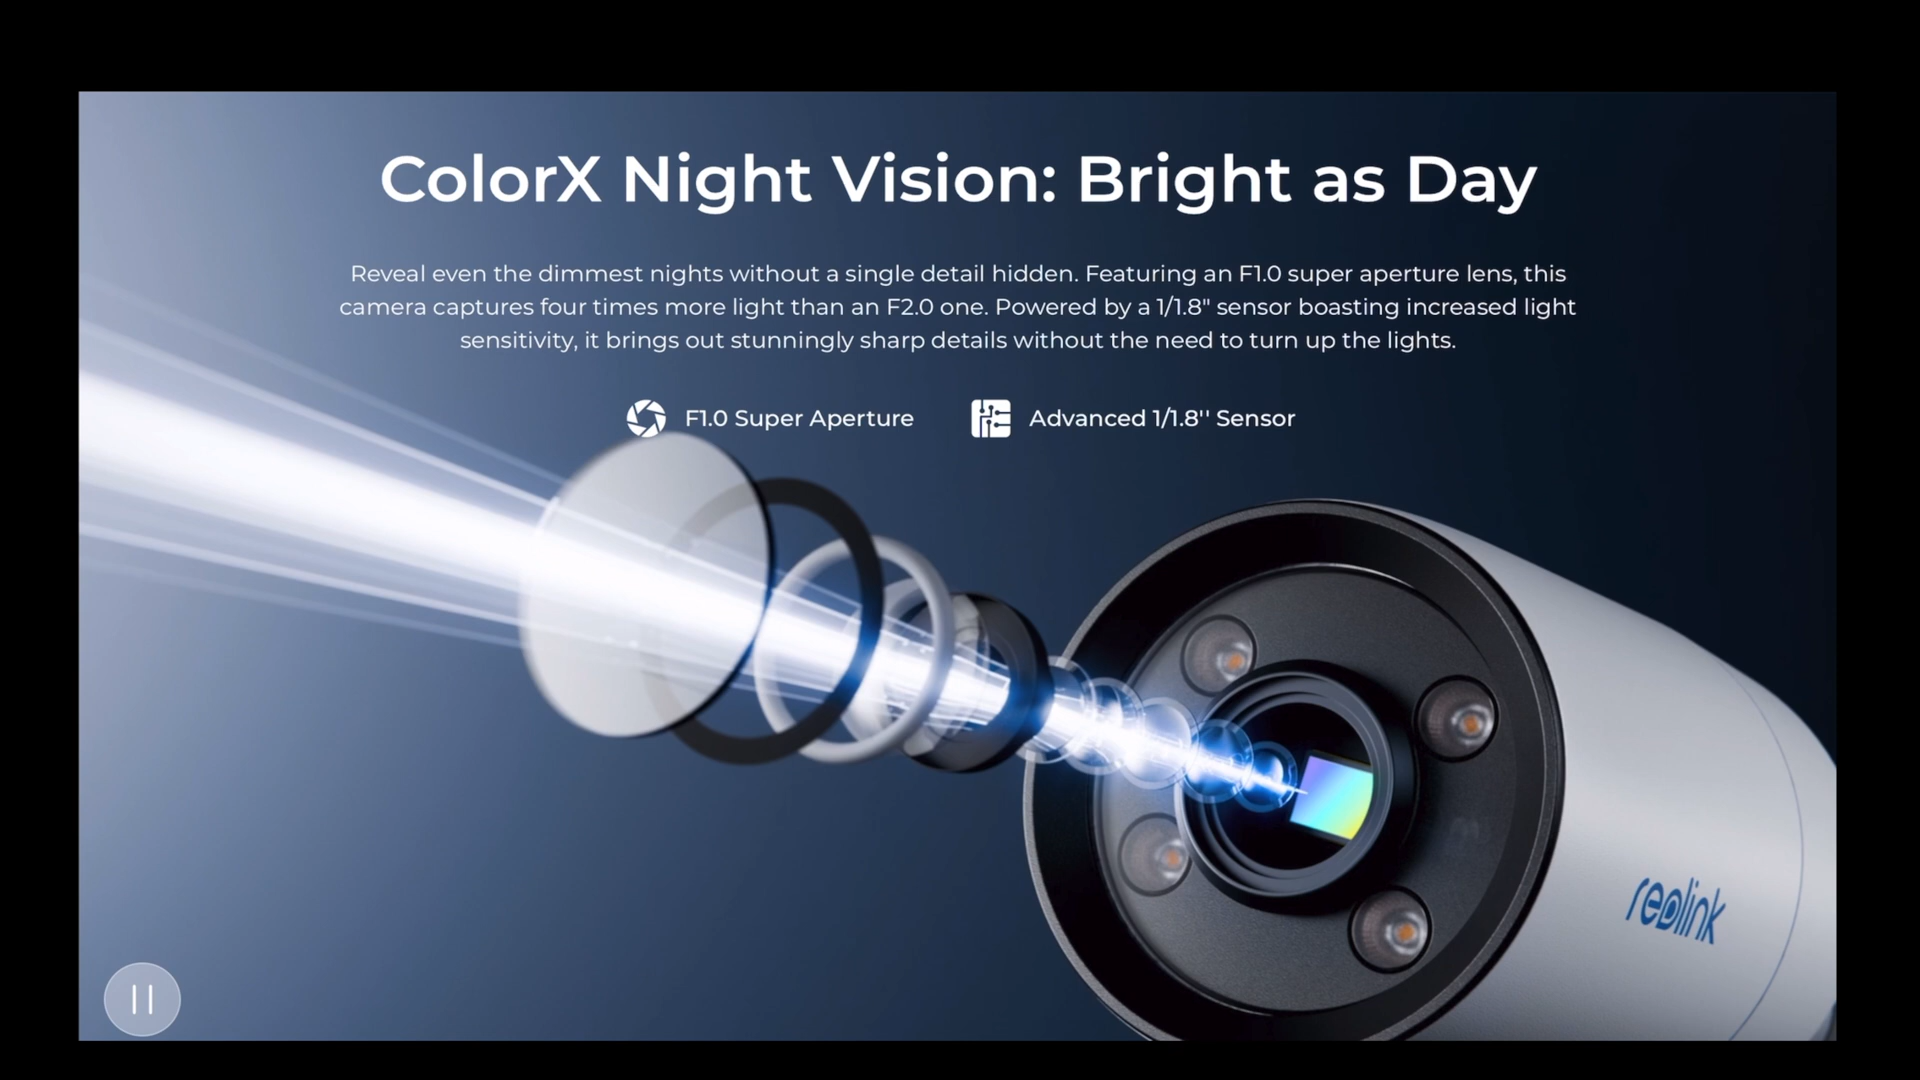 ColorX Night Vision: Bright as Day
Reveal even the dimmest nights without a single detail hidden. Featuring an F1.0 super aperture lens, this
camera captures four times more light than an F2.0 one. Powered by a 1/1.8" sensor boasting increased light
sensitivity, it brings out stunningly sharp details without the need to turn up the lights.
F1.0 Super Aperture
Advanced 1/1.8'' Sensor
reolink